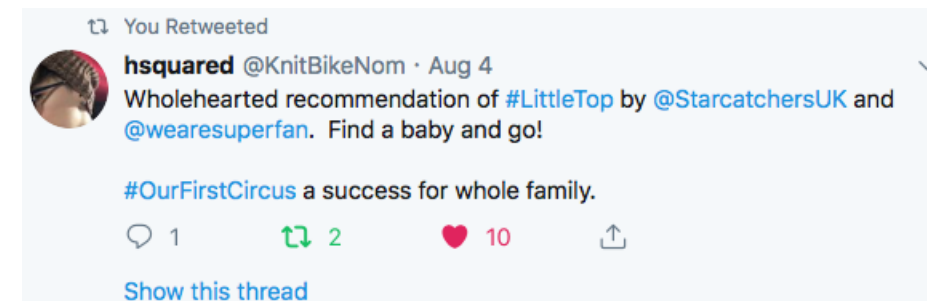 You Retweeted
hsquared @KnitBikeNom · Aug 4
Wholehearted recommendation of #LittleTop by @StarcatchersUK and
@wearesuperfan.  Find a baby and go!
#OurFirstCircus a success for whole family.
1 2 10
Show this thread